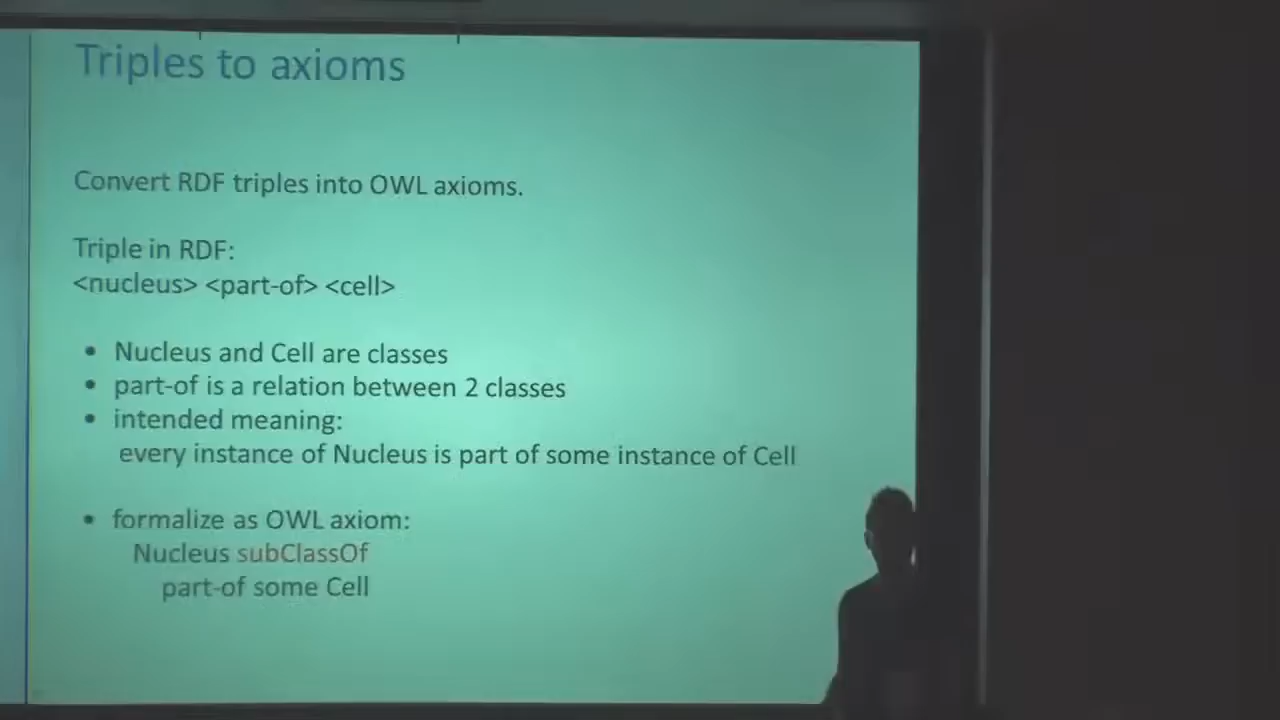 Triples to axioms
Convert RDF triples into OWL axioms.
Triple in RDF:
<nucleus> <part-of> <cell>
• Nucleus and Cell are classes
• part-of is a relation between 2 classes
• intended meaning:
every instance of Nucleus is part of some instance of Cell
• formalize as OWL axiom:
Nucleus subClassOf
part-of some Cell